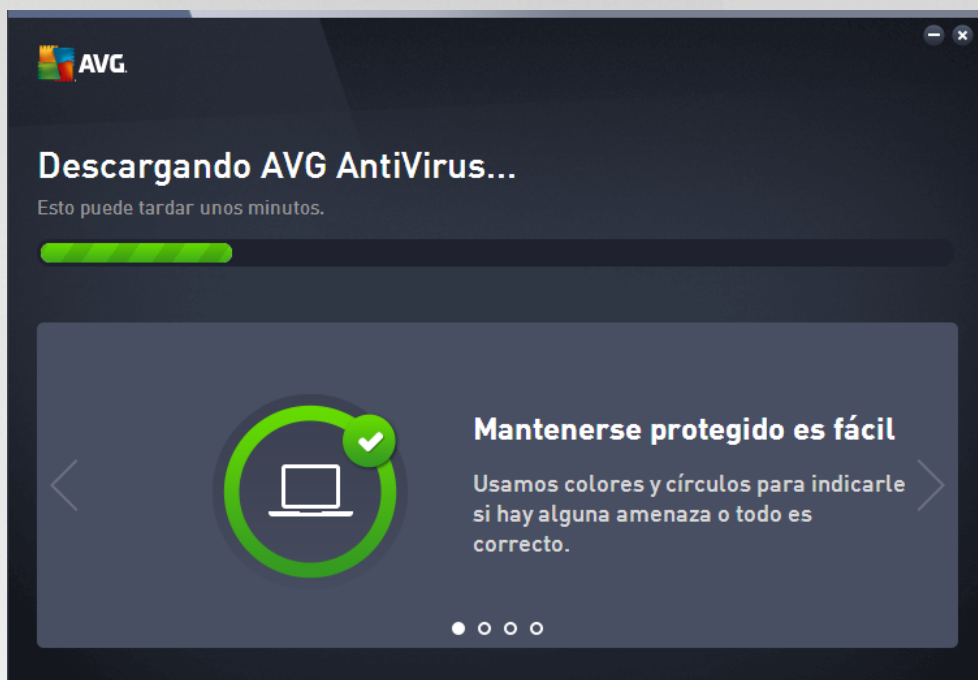 AVG.
Descargando AVG AntiVirus...
Esto puede tardar unos minutos.
Mantenerse protegido es fácil
Usamos colores y círculos para indicarle
si hay alguna amenaza o todo es
correcto.